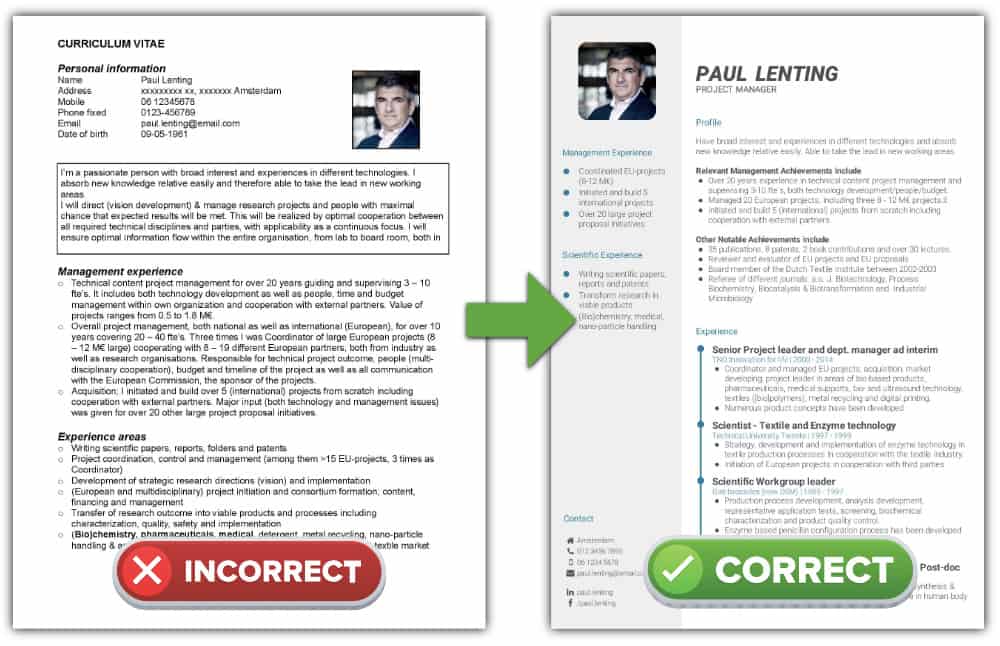 CURRICULUM VITAE
Personal information
Name Paul Lenting
Address xxxxxxxxx xx, xxxxxxx Amsterdam
Mobile 06 12345678
Phone fixed 0123-456789
Email paul.lenting@email.com
Date of birth 09-05-1961
I'm a passionate person with broad interest and experiences in different technologies. I
absorb new knowledge relative easily and therefore able to take the lead in new working
areas.
I will direct (vision development) & manage research projects and people with maximal
chance that expected results will be met. This will be realized by optimal cooperation between
all required technical disciplines and parties, with applicability as a continuous focus. I will
ensure optimal information flow within the entire organisation, from lab to board room, both in
Management experience
Technical content project management for over 20 years guiding and supervising 3 – 10
fte's. It includes both technology development as well as people, time and budget
management within own organization and cooperation with external partners. Value of
projects ranges from 0.5 to 1.8 M€.
Overall project management, both national as well as international (European), for over 10
years covering 20 – 40 fte's. Three times I was Coordinator of large European projects (8
– 12 M€ large) cooperating with 8 – 19 different European partners, both from industry as
well as research organisations. Responsible for technical project outcome, people (multi-
disciplinary cooperation), budget and timeline of the project as well as all communication
with the European Commission, the sponsor of the projects.
Acquisition; I initiated and build over 5 (international) projects from scratch including
cooperation with external partners. Major input (both technology and management issues)
was given for over 20 other large project proposal initiatives.
Experience areas
Writing scientific papers, reports, folders and patents
Project coordination, control and management (among them >15 EU-projects, 3 times as
Coordinator)
Development of strategic research directions (vision) and implementation
(European and multidisciplinary) project initiation and consortium formation; content,
financing and management
Transfer of research outcome into viable products and processes including
characterization, quality, safety and implementation
(Bio)chemistry, pharmaceuticals, medical, detergent, metal recycling, nano-particle
handling & textile market
INCORRECT
PAUL LENTING
PROJECT MANAGER
Profile
Have broad interest and experiences in different technologies and absorb
new knowledge relative easily. Able to take the lead in new working areas.
Relevant Management Achievements Include
Over 20 years experience in technical content project management and
supervising 3-10 fte's, both technology development/people/budget.
Managed 20 European projects, including three 8 - 12 M€, projects.3
Initiated and build 5 (international) projects from scratch including
cooperation with external partners.
Other Notable Achievements Include
35 publications, 8 patents, 2 book contributions and over 30 lectures.
Reviewer and evaluator of EU projects and EU proposals
Board member of the Dutch Textile Institute between 2002-2003
Referee of different journals: a.o. J. Biotechnology, Process
Biochemistry, Biocatalysis & Biotransformation and Industrial
Microbiology
Management Experience
Coordinated EU-projects
(8-12 M€)
Initiated and build 5
international projects
Over 20 large project
proposal initiatives
Scientific Experience
Writing scientific papers,
reports and patents
Transform research in
viable products
(Bio)chemistry, medical,
nano-particle handling
Experience
Senior Project leader and dept. manager ad interim
TNO Innovation for life | 2000 - 2014
Coordinator and managed EU-projects, acquisition, market
developing, project leader in areas of bio based products,
pharmaceuticals, medical supports, bio and ultrasound technology,
textiles ((bio)polymers), metal recycling and digital printing.
Numerous product concepts have been developed
Scientist - Textile and Enzyme technology
Technical University Twente | 1997 - 1999
Strategy, development and implementation of enzyme technology in
textile production processes in cooperation with the textile industry.
Initiation of European projects in cooperation with third parties
Scientific Workgroup leader
(now DSM) | 1989 - 1997
Production process development, analysis development,
representative application tests, screening, biochemical
characterization and product quality control.
Enzyme based penicillin configuration process has been developed
Post-doc
synthesis &
in human body
Contact
Amsterdam
012 3456 7890
06 1234 5678
paul.lenting@email.co
paul lenting
/paul.lenting
CORRECT